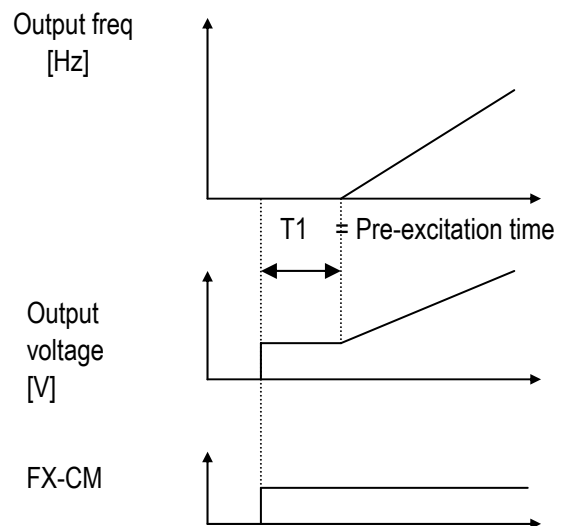 Output freq
[Hz]
T1 = Pre-excitation time
Output
voltage
[V]
FX-CM